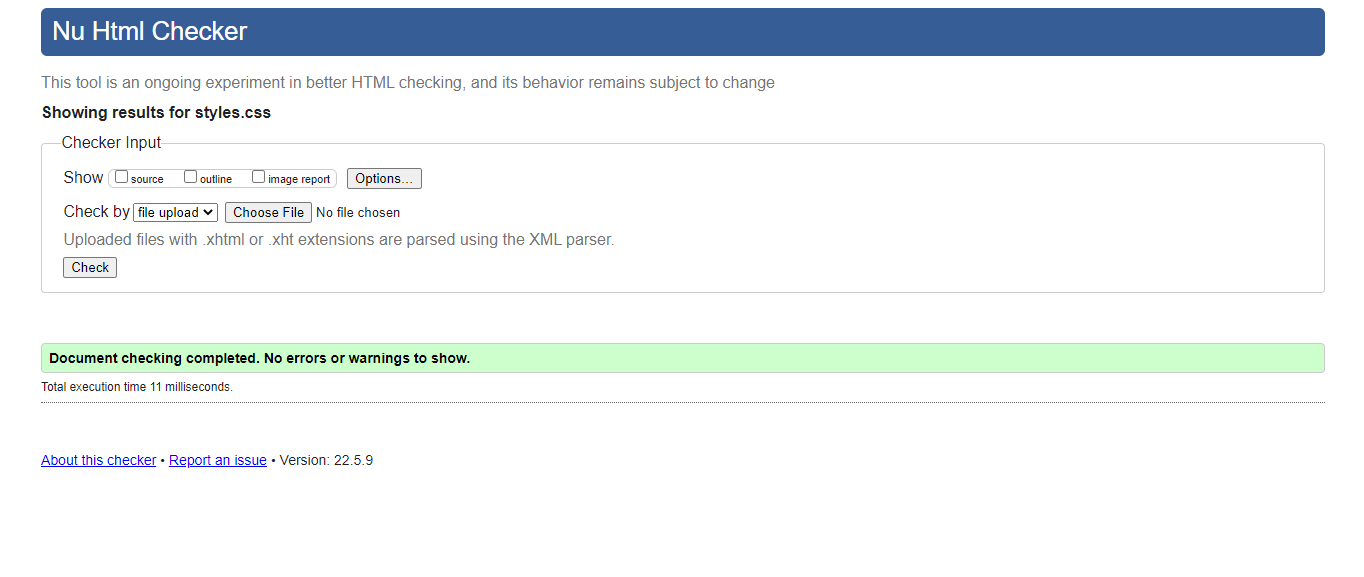 Nu Html Checker
This tool is an ongoing experiment in better HTML checking, and its behavior remains subject to change
Showing results for styles.css
Checker Input
Show source outline image report Options...
Check by file upload Choose File No file chosen
Uploaded files with .xhtml or .xht extensions are parsed using the XML parser.
Check
Document checking completed. No errors or warnings to show.
Total execution time 11 milliseconds.
About this checker • Report an issue • Version: 22.5.9